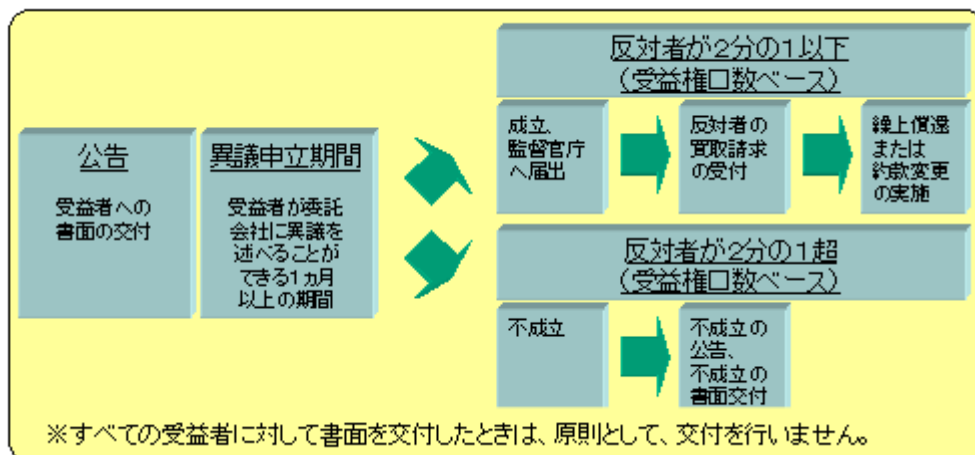 公告
受益者への
書面の交付
異議申立期間
受益者が委託
会社に異議を
述べることが
できる1ヵ月
以上の期間
反対者が2分の1以下
(受益権口数ベース)
成立、
監督官庁
へ届出
反対者の
買取請求
の受付
繰上償還
または
約款変更
の実施
反対者が2分の1超
(受益権口数ベース)
不成立
不成立の
公告、
不成立の
書面交付
※すべての受益者に対して書面を交付したときは、原則として、交付を行いません。